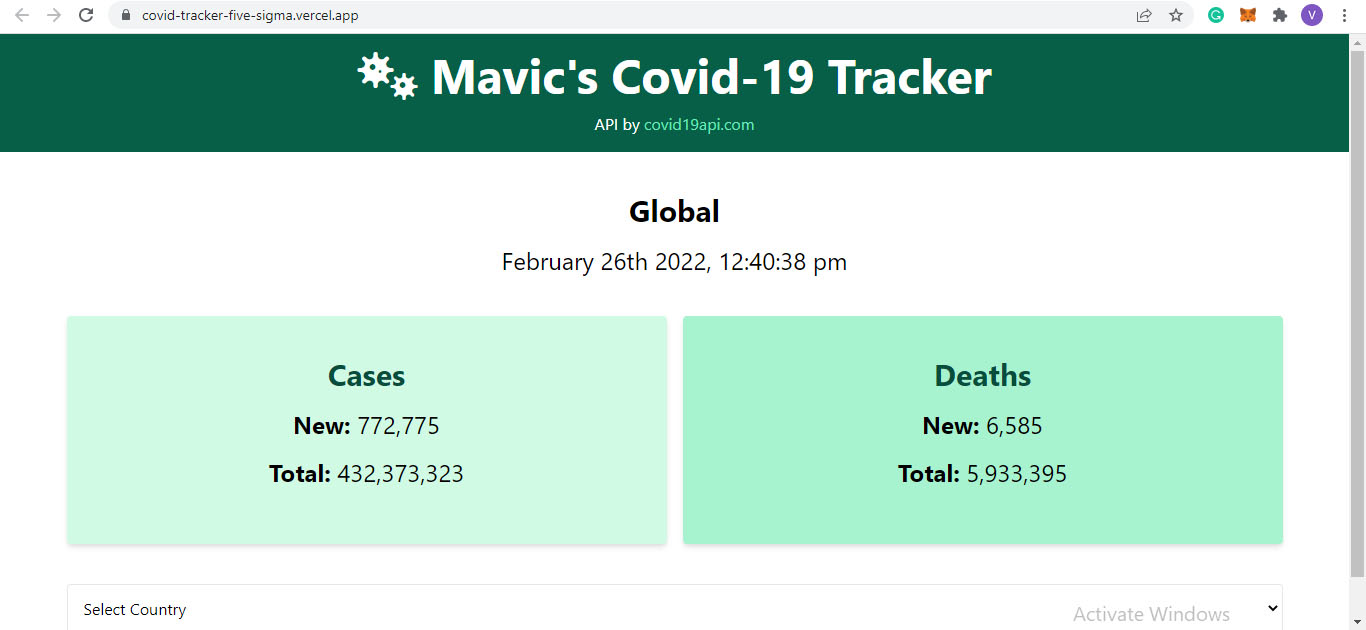 covid-tracker-five-sigma.vercel.app
V
Mavic's Covid-19 Tracker
API by covid19api.com
Global
February 26th 2022, 12:40:38 pm
Cases
New: 772,775
Total: 432,373,323
Deaths
New: 6,585
Total: 5,933,395
Select Country
Activate Windows